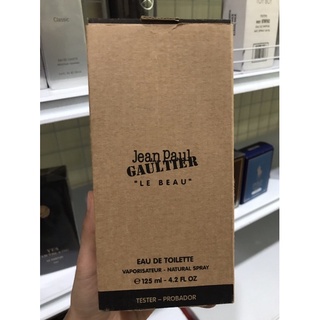 Jean Paul
GAULTIER
"LE BEAU"
EAU DE TOILETTE
VAPORISATEUR - NATURAL SPRAY
℮ 125 ml - 4.2 FL. OZ
TESTER - PROBADOR